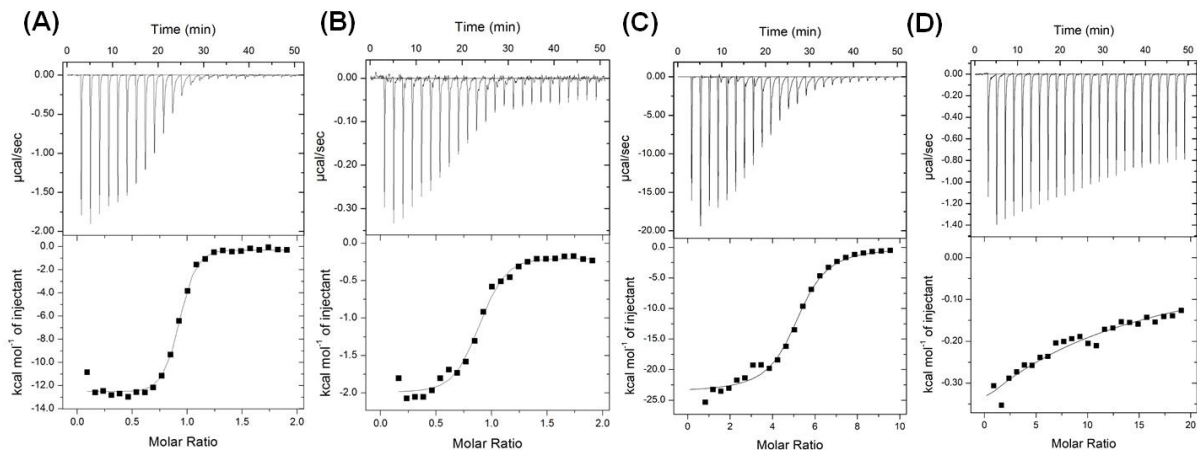 (A)
Time (min)
0 10 20 30 40 50
0.00
-0.50
-1.00
-1.50
-2.00
µcal/sec
0.0
-2.0
-4.0
-6.0
-8.0
-10.0
-12.0
-14.0
kcal mol⁻¹ of injectant
0.0 0.5 1.0 1.5 2.0
Molar Ratio
(B)
Time (min)
0 10 20 30 40 50
0.00
-0.10
-0.20
-0.30
µcal/sec
0.0
-0.5
-1.0
-1.5
-2.0
kcal mol⁻¹ of injectant
0.0 0.5 1.0 1.5 2.0
Molar Ratio
(C)
Time (min)
0 10 20 30 40 50
0.00
-5.00
-10.00
-15.00
-20.00
µcal/sec
0.0
-5.0
-10.0
-15.0
-20.0
-25.0
kcal mol⁻¹ of injectant
0 2 4 6 8 10
Molar Ratio
(D)
Time (min)
0 10 20 30 40 50
0.00
-0.20
-0.40
-0.60
-0.80
-1.00
-1.20
-1.40
µcal/sec
0.00
-0.10
-0.20
-0.30
kcal mol⁻¹ of injectant
0 5 10 15 20
Molar Ratio